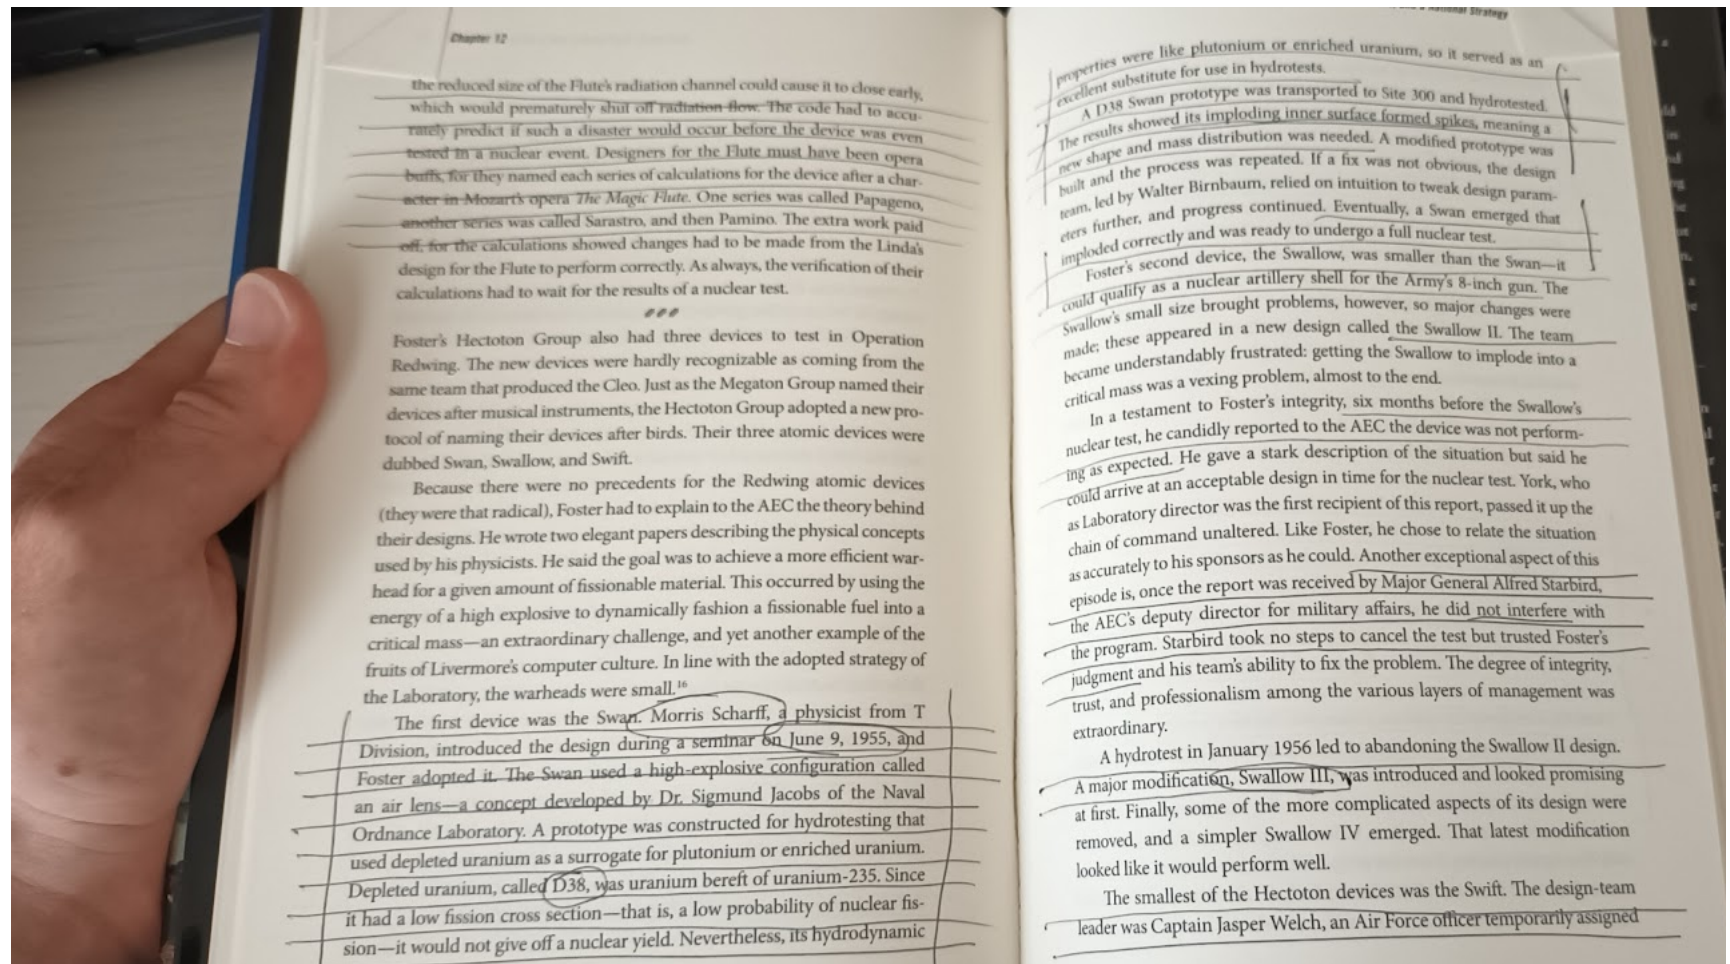 Chapter 12
the reduced size of the Flute's radiation channel could cause it to close early,
which would prematurely shut off radiation flow. The code had to accu-
rately predict if such a disaster would occur before the device was even
tested in a nuclear event. Designers for the Flute must have been opera
buffs, for they named each series of calculations for the device after a char-
acter in Mozart's opera The Magic Flute. One series was called Papageno,
another series was called Sarastro, and then Pamino. The extra work paid
off, for the calculations showed changes had to be made from the Linda's
design for the Flute to perform correctly. As always, the verification of their
calculations had to wait for the results of a nuclear test.
Foster's Hectoton Group also had three devices to test in Operation
Redwing. The new devices were hardly recognizable as coming from the
same team that produced the Cleo. Just as the Megaton Group named their
devices after musical instruments, the Hectoton Group adopted a new pro-
tocol of naming their devices after birds. Their three atomic devices were
dubbed Swan, Swallow, and Swift.
Because there were no precedents for the Redwing atomic devices
(they were that radical), Foster had to explain to the AEC the theory behind
their designs. He wrote two elegant papers describing the physical concepts
used by his physicists. He said the goal was to achieve a more efficient war-
head for a given amount of fissionable material. This occurred by using the
energy of a high explosive to dynamically fashion a fissionable fuel into a
critical mass—an extraordinary challenge, and yet another example of the
fruits of Livermore's computer culture. In line with the adopted strategy of
the Laboratory, the warheads were small.16
The first device was the Swan. Morris Scharff, a physicist from T
Division, introduced the design during a seminar on June 9, 1955, and
Foster adopted it. The Swan used a high-explosive configuration called
an air lens—a concept developed by Dr. Sigmund Jacobs of the Naval
Ordnance Laboratory. A prototype was constructed for hydrotesting that
used depleted uranium as a surrogate for plutonium or enriched uranium.
Depleted uranium, called D38, was uranium bereft of uranium-235. Since
it had a low fission cross section—that is, a low probability of nuclear fis-
sion—it would not give off a nuclear yield. Nevertheless, its hydrodynamic
National Strategy
properties were like plutonium or enriched uranium, so it served as an
excellent substitute for use in hydrotests.
A D38 Swan prototype was transported to Site 300 and hydrotested.
The results showed its imploding inner surface formed spikes, meaning a
new shape and mass distribution was needed. A modified prototype was
built and the process was repeated. If a fix was not obvious, the design
team, led by Walter Birnbaum, relied on intuition to tweak design param-
eters further, and progress continued. Eventually, a Swan emerged that
imploded correctly and was ready to undergo a full nuclear test.
Foster's second device, the Swallow, was smaller than the Swan—it
could qualify as a nuclear artillery shell for the Army's 8-inch gun. The
Swallow's small size brought problems, however, so major changes were
made; these appeared in a new design called the Swallow II. The team
became understandably frustrated: getting the Swallow to implode into a
critical mass was a vexing problem, almost to the end.
In a testament to Foster's integrity, six months before the Swallow's
nuclear test, he candidly reported to the AEC the device was not perform-
ing as expected. He gave a stark description of the situation but said he
could arrive at an acceptable design in time for the nuclear test. York, who
as Laboratory director was the first recipient of this report, passed it up the
chain of command unaltered. Like Foster, he chose to relate the situation
as accurately to his sponsors as he could. Another exceptional aspect of this
episode is, once the report was received by Major General Alfred Starbird,
the AEC's deputy director for military affairs, he did not interfere with
the program. Starbird took no steps to cancel the test but trusted Foster's
judgment and his team's ability to fix the problem. The degree of integrity,
trust, and professionalism among the various layers of management was
extraordinary.
A hydrotest in January 1956 led to abandoning the Swallow II design.
A major modification, Swallow III, was introduced and looked promising
at first. Finally, some of the more complicated aspects of its design were
removed, and a simpler Swallow IV emerged. That latest modification
looked like it would perform well.
The smallest of the Hectoton devices was the Swift. The design-team
leader was Captain Jasper Welch, an Air Force officer temporarily assigned